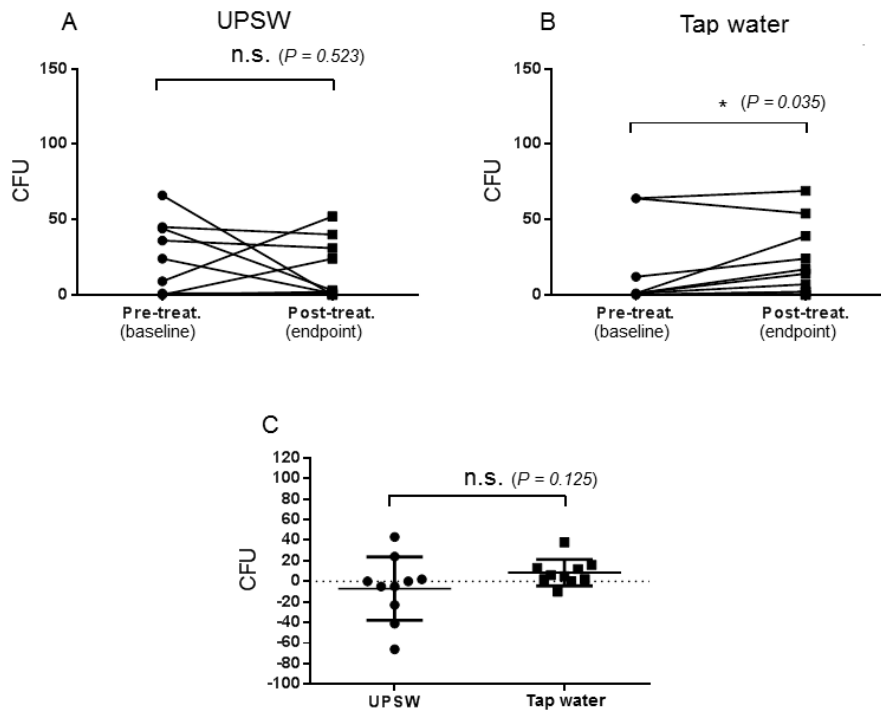 A
UPSW
n.s. (P = 0.523)
150
100
50
0
CFU
Pre-treat.
(baseline)
Post-treat.
(endpoint)
B
Tap water
* (P = 0.035)
150
100
50
0
CFU
Pre-treat.
(baseline)
Post-treat.
(endpoint)
C
n.s. (P = 0.125)
120
100
80
60
40
20
0
-20
-40
-60
-80
-100
CFU
UPSW
Tap water